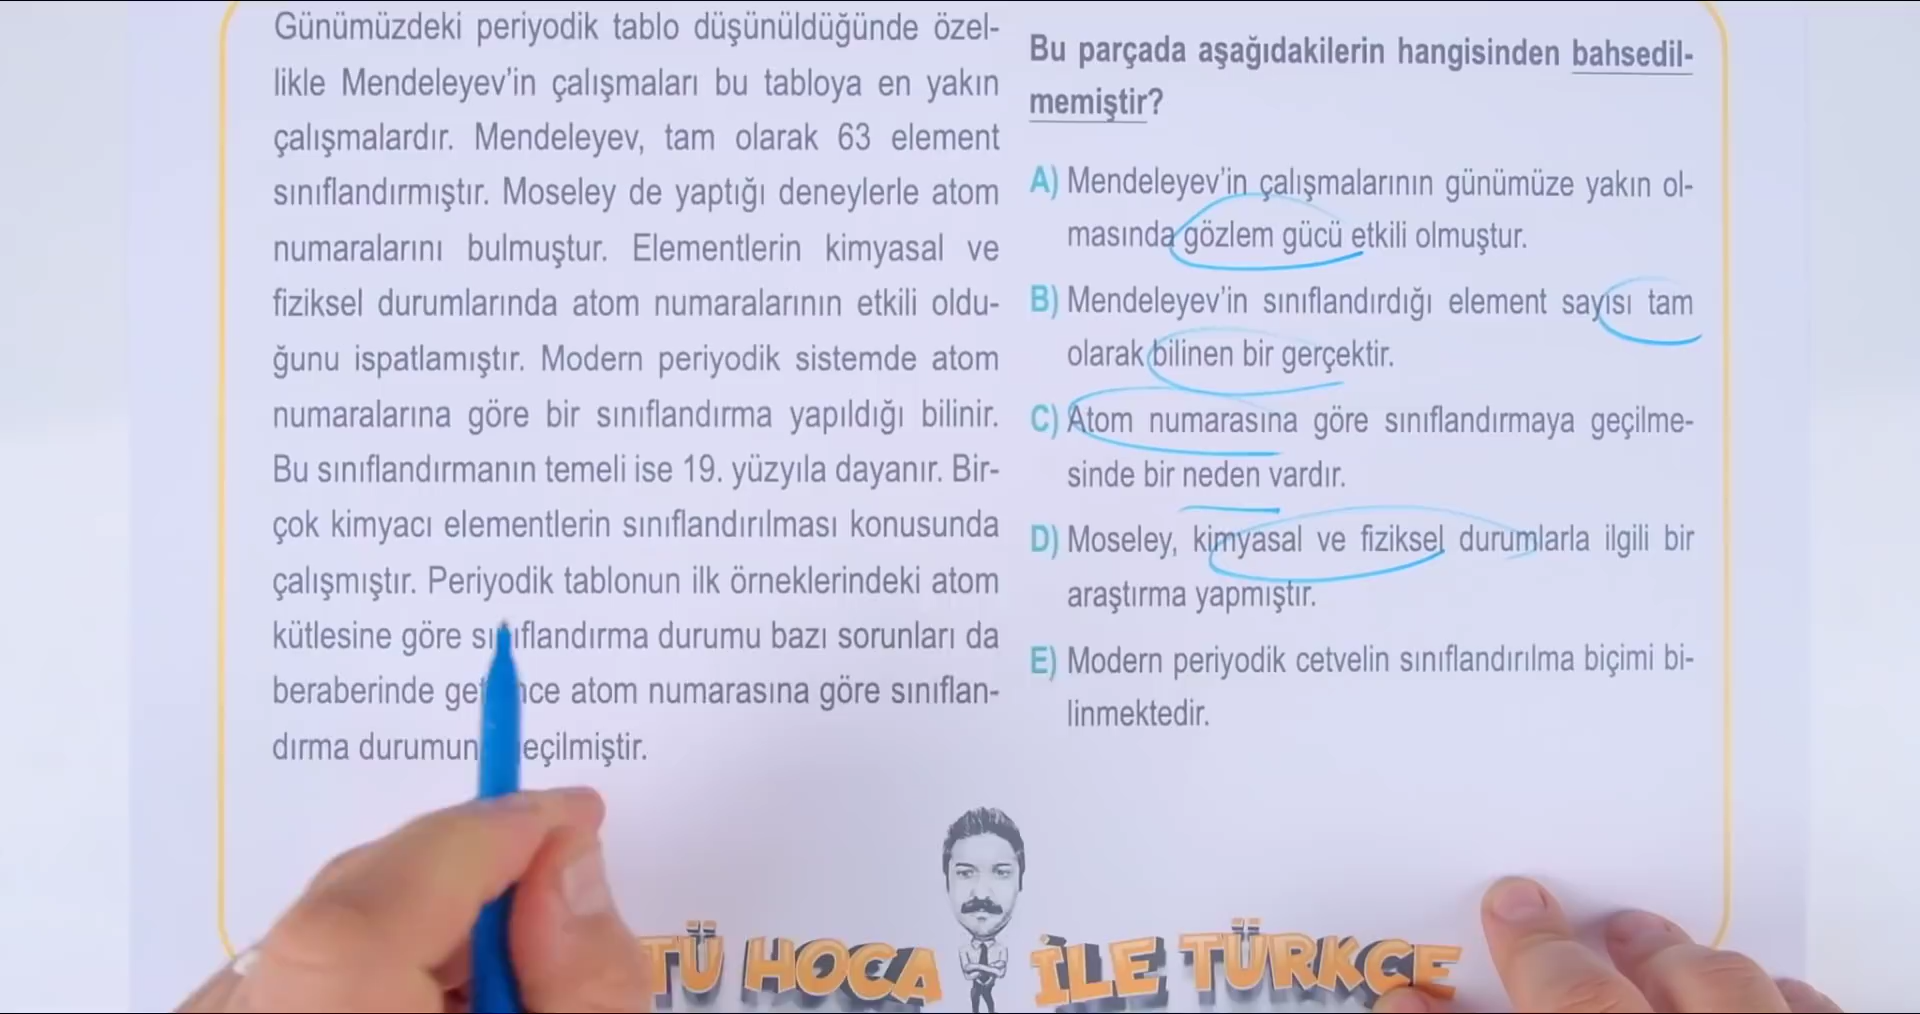 Günümüzdeki periyodik tablo düşünüldüğünde özel-
likle Mendeleyev'in çalışmaları bu tabloya en yakın
çalışmalardır. Mendeleyev, tam olarak 63 element
sınıflandırmıştır. Moseley de yaptığı deneylerle atom
numaralarını bulmuştur. Elementlerin kimyasal ve
fiziksel durumlarında atom numaralarının etkili oldu-
ğunu ispatlamıştır. Modern periyodik sistemde atom
numaralarına göre bir sınıflandırma yapıldığı bilinir.
Bu sınıflandırmanın temeli ise 19. yüzyıla dayanır. Bir-
çok kimyacı elementlerin sınıflandırılması konusunda
çalışmıştır. Periyodik tablonun ilk örneklerindeki atom
kütlesine göre sınıflandırma durumu bazı sorunları da
beraberinde atom numarasına göre sınıflan-
dırma
Bu parçada aşağıdakilerin hangisinden bahsedil-
memiştir?
A) Mendeleyev'in çalışmalarının günümüze yakın ol-
masında gözlem gücü etkili olmuştur.
B) Mendeleyev'in sınıflandırdığı element sayısı tam
olarak bilinen bir gerçektir.
C) Atom numarasına göre sınıflandırmaya geçilme-
sinde bir neden vardır.
D) Moseley, kimyasal ve fiziksel durumlarla ilgili bir
araştırma yapmıştır.
E) Modern periyodik cetvelin sınıflandırılma biçimi bi-
linmektedir.
TÜ HOCA İLE TÜRKÇE